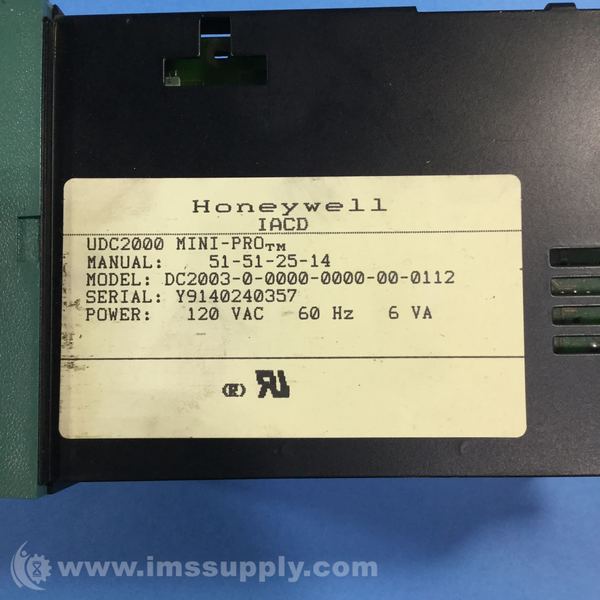 Honeywell
IACD
UDC2000 MINI-PRO™
MANUAL: 51-51-25-14
MODEL: DC2003-0-0000-0000-00-0112
SERIAL: Y9140240357
POWER: 120 VAC 60 Hz 6 VA
(R) RU
www.imssupply.com